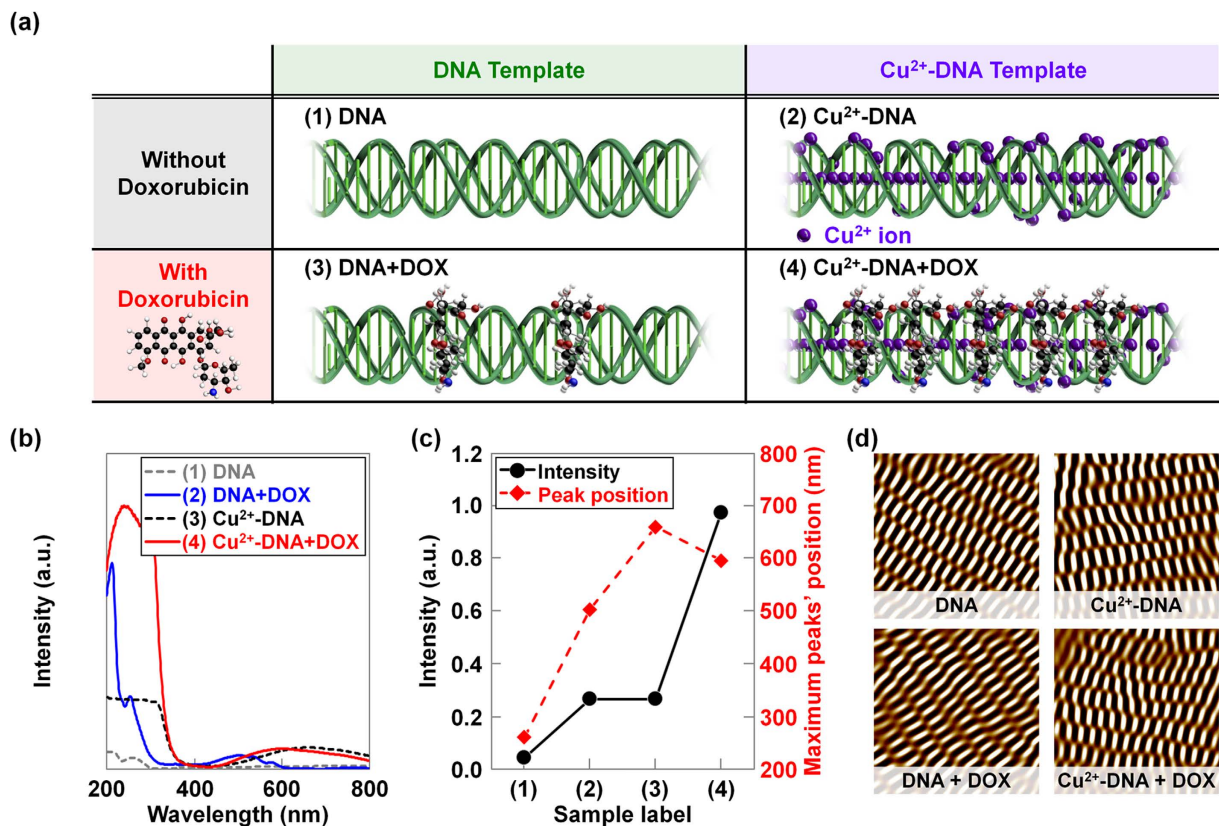 (a)
DNA Template
Cu²⁺-DNA Template
Without
Doxorubicin
(1) DNA
(2) Cu²⁺-DNA
Cu²⁺ ion
With
Doxorubicin
(3) DNA+DOX
(4) Cu²⁺-DNA+DOX
(b)
Intensity (a.u.)
(1) DNA
(2) DNA+DOX
(3) Cu²⁺-DNA
(4) Cu²⁺-DNA+DOX
200 300 400 500 600 700 800
Wavelength (nm)
(c)
Intensity (a.u.)
1.2
1.0
0.8
0.6
0.4
0.2
0.0
Intensity
Peak position
800
700
600
500
400
300
200
Maximum peaks’ position (nm)
(1) (2) (3) (4)
Sample label
(d)
DNA
Cu²⁺-DNA
DNA + DOX
Cu²⁺-DNA + DOX